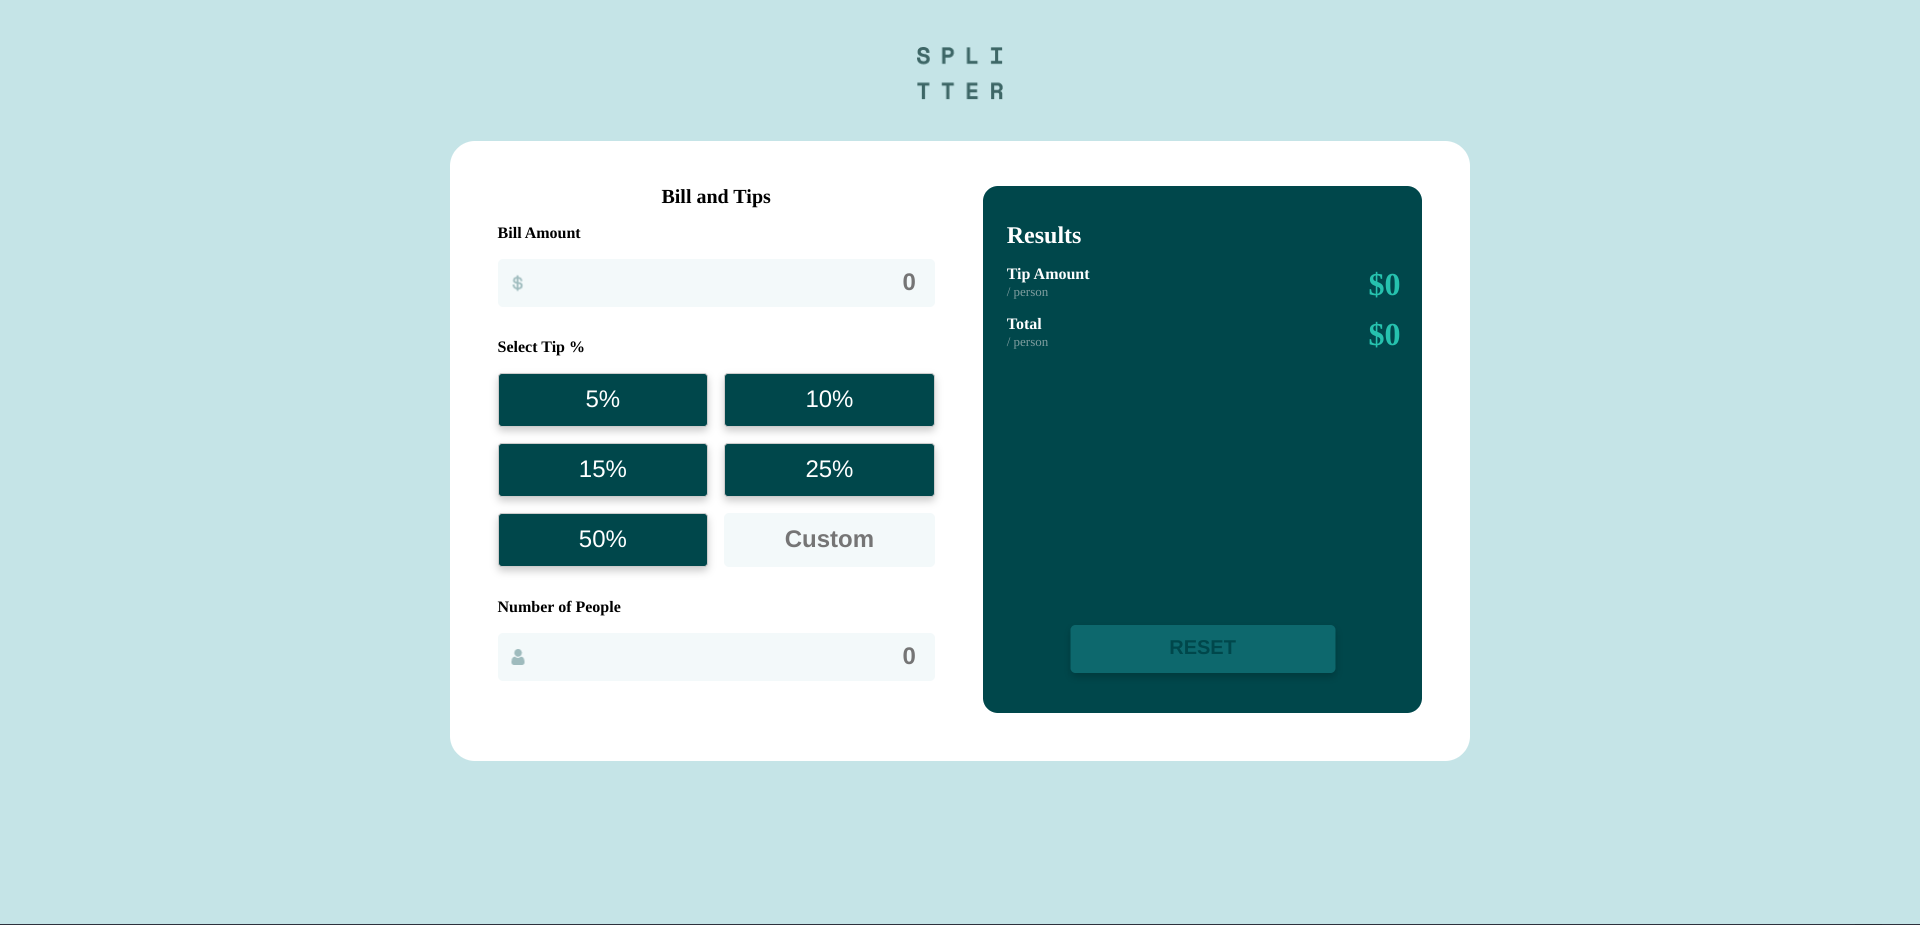 SPLI
TTER
Bill and Tips
Bill Amount
$ 0
Select Tip %
5% 10%
15% 25%
50% Custom
Number of People
0
Results
Tip Amount
/ person
$0
Total
/ person
$0
RESET